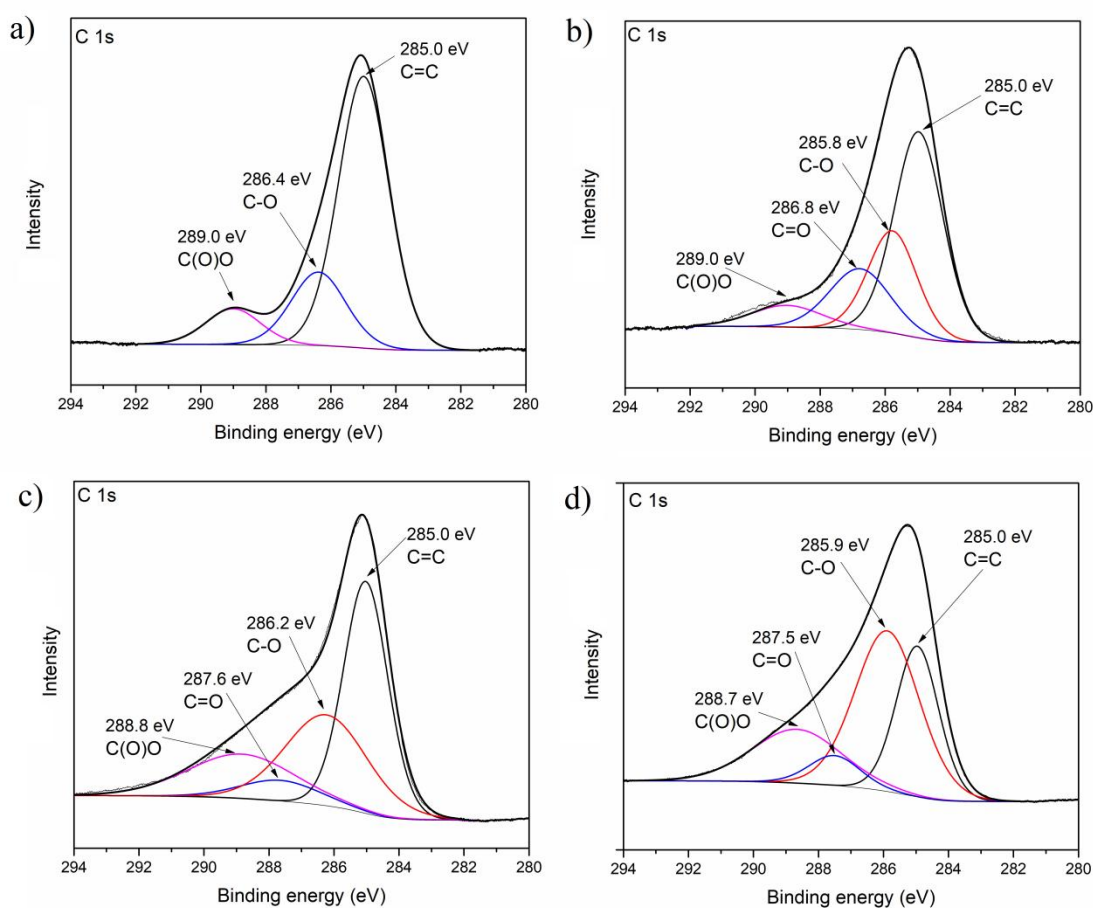 a)
C 1s
285.0 eV
C=C
286.4 eV
C-O
289.0 eV
C(O)O
Intensity
294 292 290 288 286 284 282 280
Binding energy (eV)
b)
C 1s
285.0 eV
C=C
285.8 eV
C-O
286.8 eV
C=O
289.0 eV
C(O)O
Intensity
294 292 290 288 286 284 282 280
Binding energy (eV)
c)
C 1s
285.0 eV
C=C
286.2 eV
C-O
287.6 eV
C=O
288.8 eV
C(O)O
Intensity
294 292 290 288 286 284 282 280
Binding energy (eV)
d)
C 1s
285.0 eV
C=C
285.9 eV
C-O
287.5 eV
C=O
288.7 eV
C(O)O
Intensity
294 292 290 288 286 284 282 280
Binding energy (eV)